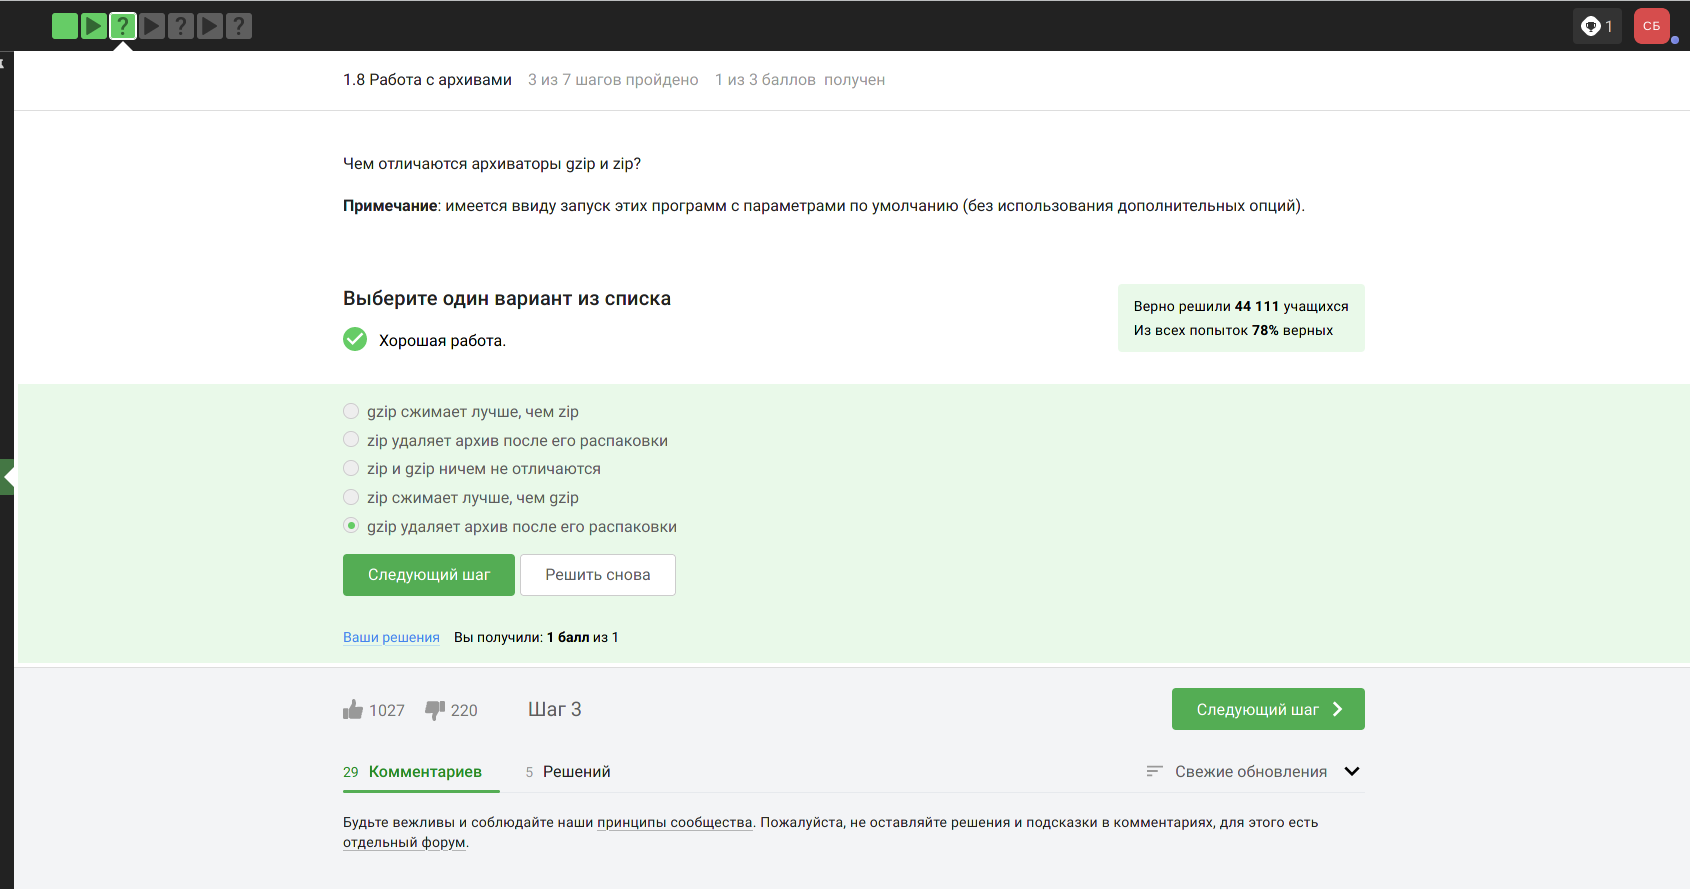 ?
?
?
1
СБ
1.8 Работа с архивами 3 из 7 шагов пройдено 1 из 3 баллов получен
Чем отличаются архиваторы gzip и zip?
Примечание: имеется ввиду запуск этих программ с параметрами по умолчанию (без использования дополнительных опций).
Выберите один вариант из списка
Хорошая работа.
Верно решили 44 111 учащихся
Из всех попыток 78% верных
gzip сжимает лучше, чем zip
zip удаляет архив после его распаковки
zip и gzip ничем не отличаются
zip сжимает лучше, чем gzip
gzip удаляет архив после его распаковки
Следующий шаг
Решить снова
Ваши решения Вы получили: 1 балл из 1
1027 220 Шаг 3
Следующий шаг
29 Комментариев 5 Решений
Свежие обновления
Будьте вежливы и соблюдайте наши принципы сообщества. Пожалуйста, не оставляйте решения и подсказки в комментариях, для этого есть
отдельный форум.